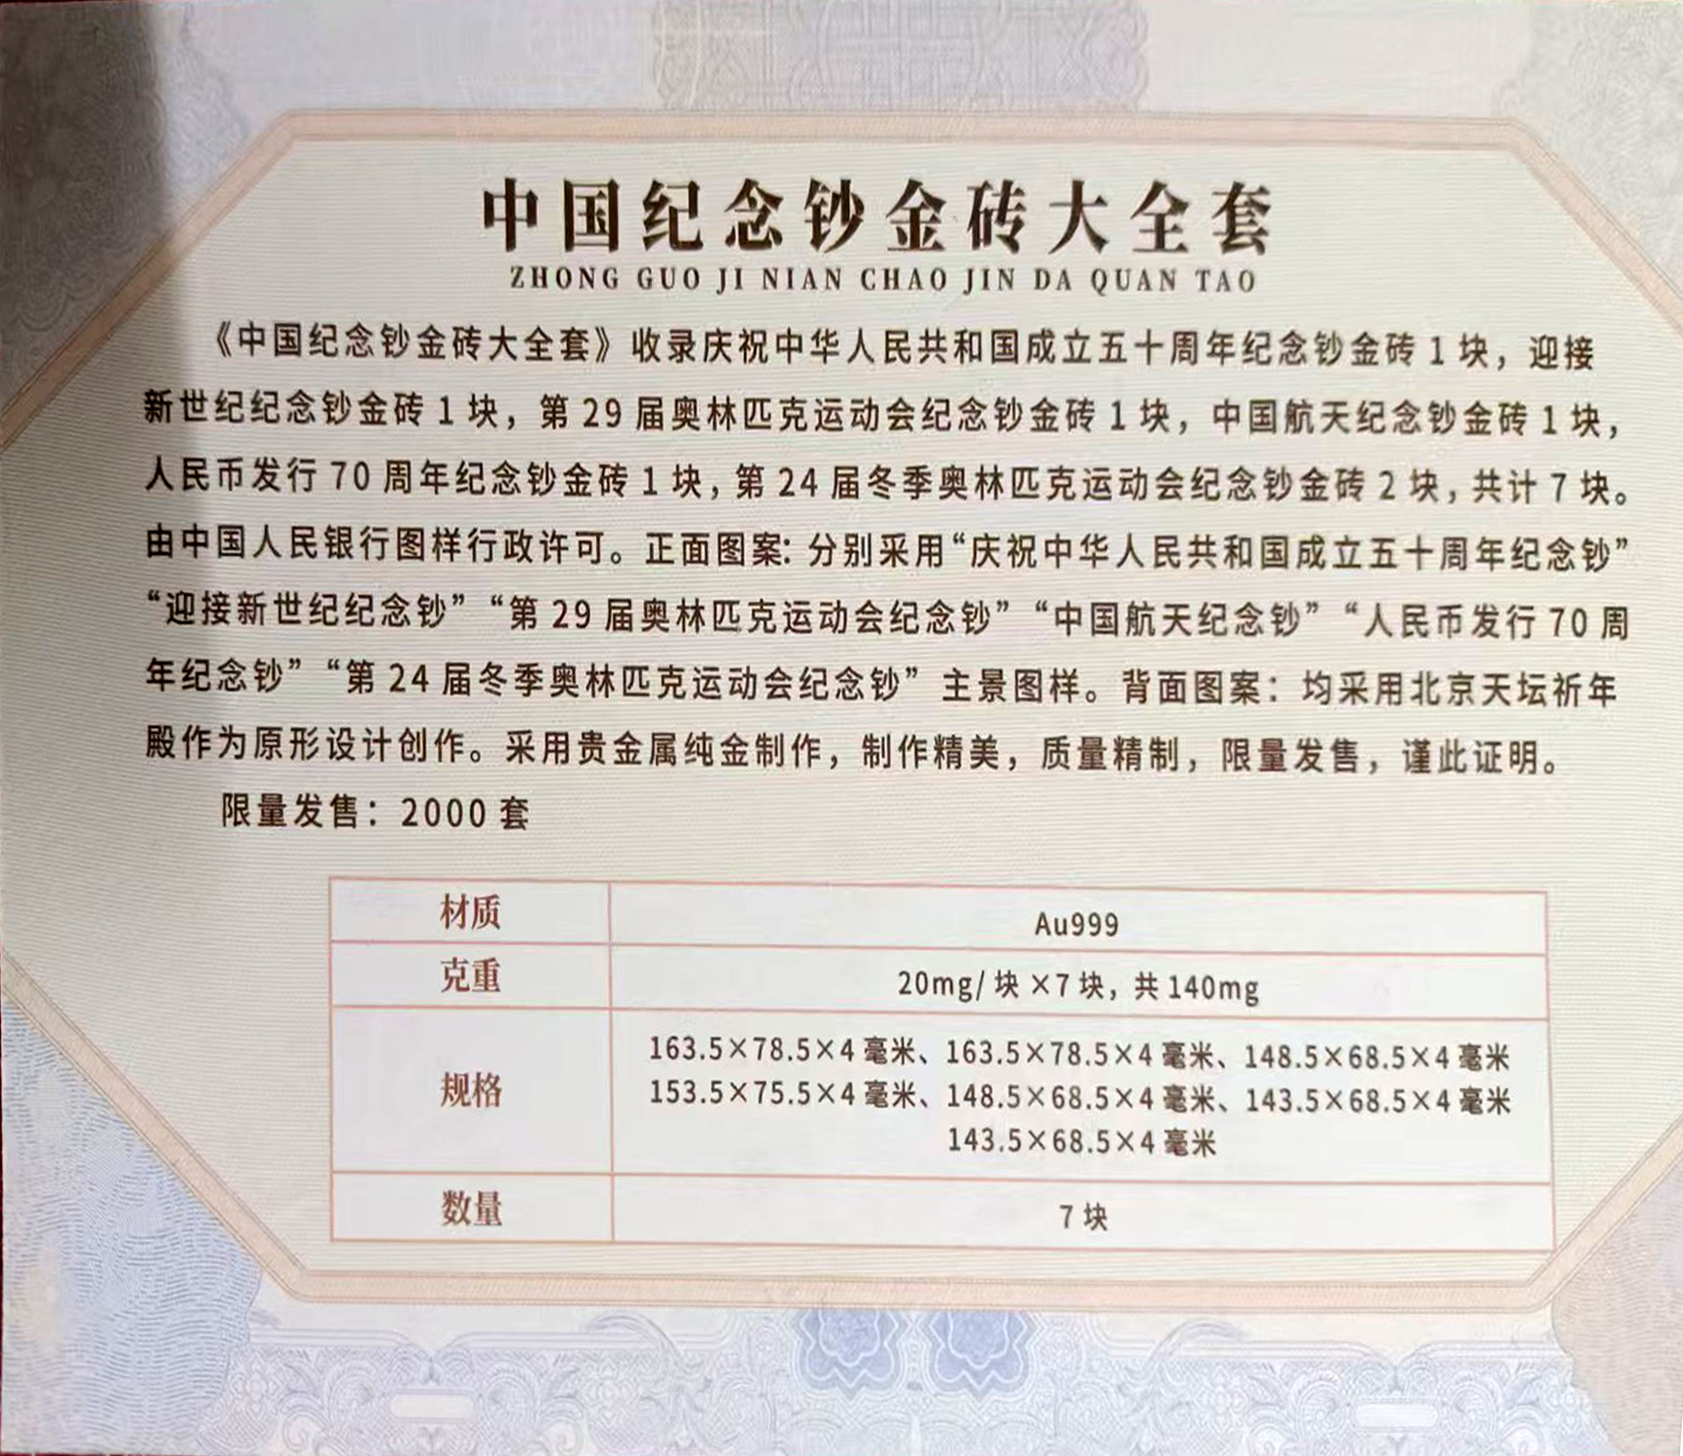 中国纪念钞金砖大全套
ZHONG GUO JI NIAN CHAO JIN DA QUAN TAO
《中国纪念钞金砖大全套》收录庆祝中华人民共和国成立五十周年纪念钞金砖1块，迎接
新世纪纪念钞金砖1块，第29届奥林匹克运动会纪念钞金砖1块，中国航天纪念钞金砖1块，
人民币发行70周年纪念钞金砖1块，第24届冬季奥林匹克运动会纪念钞金砖2块，共计7块。
由中国人民银行图样行政许可。正面图案：分别采用“庆祝中华人民共和国成立五十周年纪念钞”
“迎接新世纪纪念钞”“第29届奥林匹克运动会纪念钞”“中国航天纪念钞”“人民币发行70周
年纪念钞”“第24届冬季奥林匹克运动会纪念钞”主景图样。背面图案：均采用北京天坛祈年
殿作为原形设计创作。采用贵金属纯金制作，制作精美，质量精制，限量发售，谨此证明。
限量发售：2000套
材质 Au999
克重 20mg/块×7块，共140mg
163.5×78.5×4毫米、163.5×78.5×4毫米、148.5×68.5×4毫米
规格 153.5×75.5×4毫米、148.5×68.5×4毫米、143.5×68.5×4毫米
143.5×68.5×4毫米
数量 7块